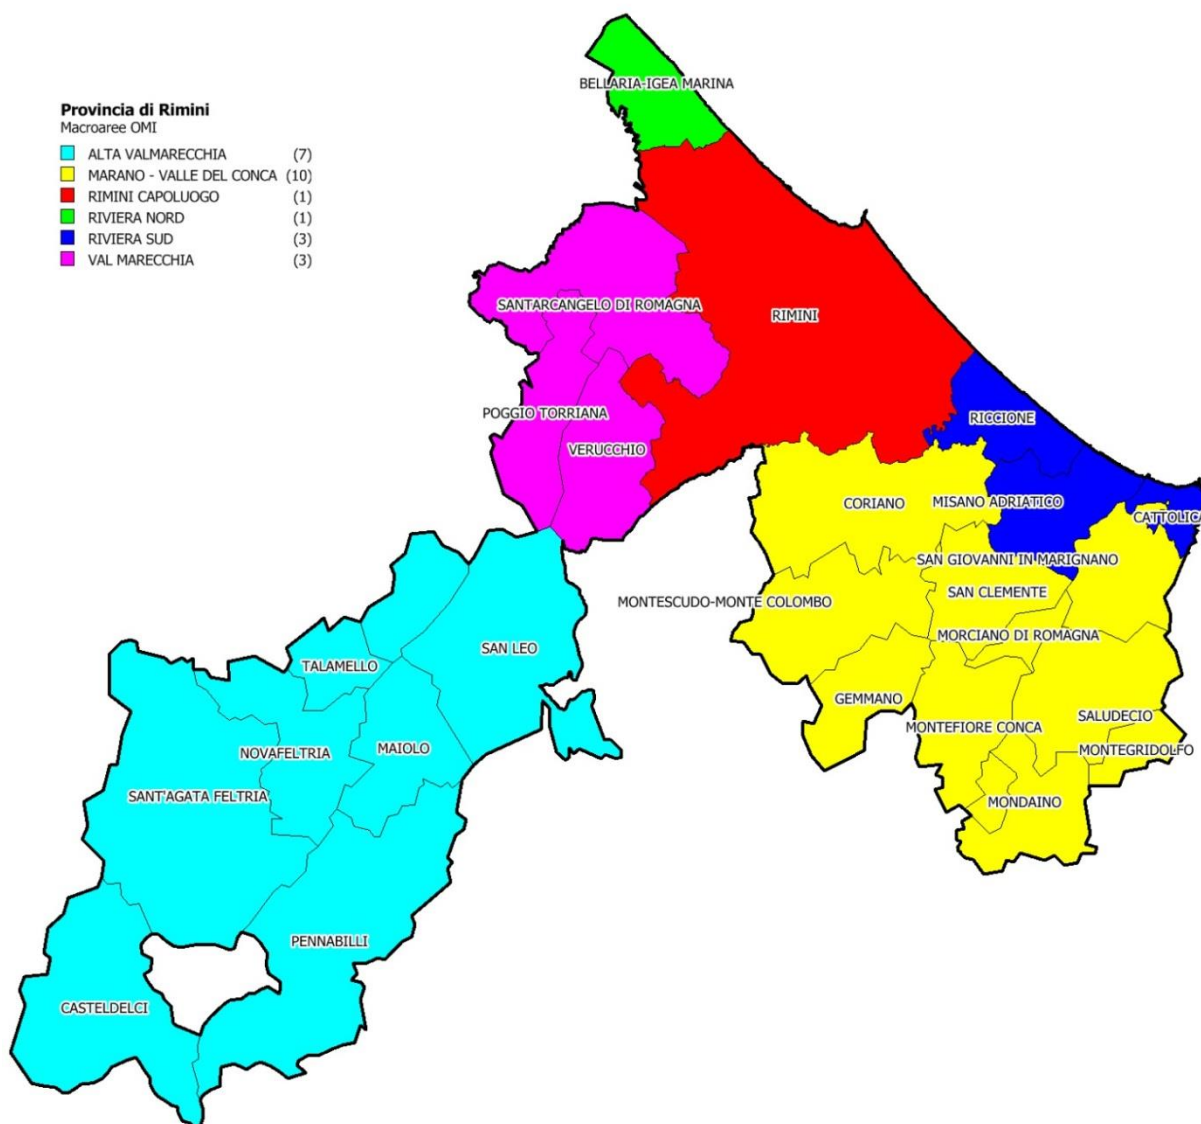 Provincia di Rimini
Macroaree OMI
ALTA VALMARECCHIA (7)
MARANO - VALLE DEL CONCA (10)
RIMINI CAPOLUOGO (1)
RIVIERA NORD (1)
RIVIERA SUD (3)
VAL MARECCHIA (3)
BELLARIA-IGEA MARINA
SANTARCANGELO DI ROMAGNA
RIMINI
POGGIO TORRIANA
RICCIONE
VERUCCHIO
CORIANO
MISANO ADRIATICO
CATTOLICA
SAN GIOVANNI IN MARIGNANO
SAN CLEMENTE
MONTESCUDO-MONTE COLOMBO
MORCIANO DI ROMAGNA
SAN LEO
TALAMELLO
GEMMANO
SALUDECIO
MONTEFIORE CONCA
NOVAFELTRIA
MAIOLO
MONTEGRIDOLFO
SANT'AGATA FELTRIA
MONDAINO
PENNABILLI
CASTELDELCI